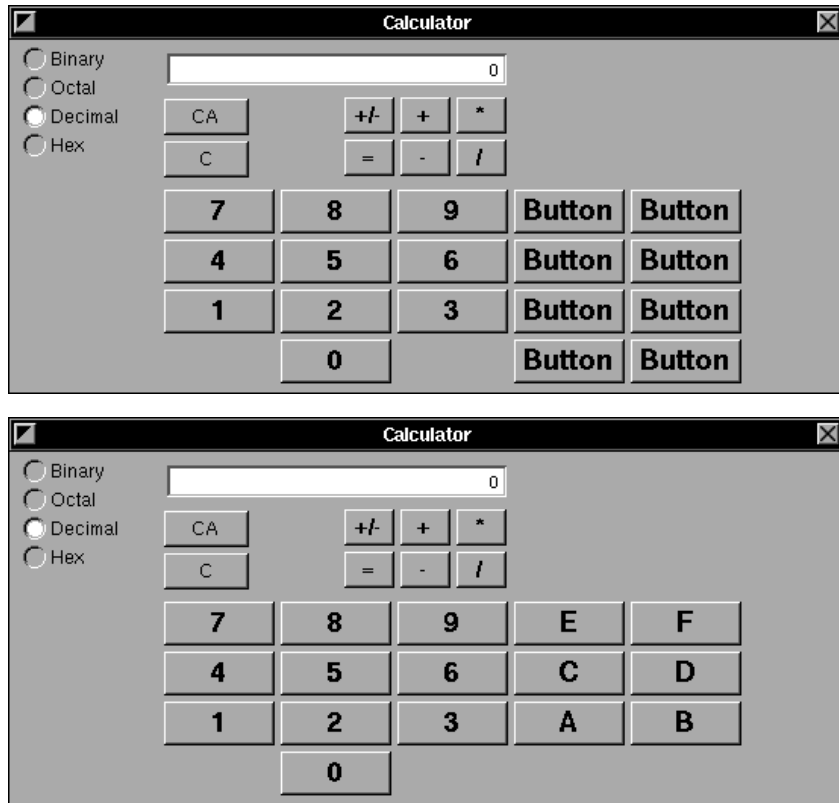 Calculator
Binary
0
Octal
Decimal CA +/- + *
Hex C = - /
7 8 9 Button Button
4 5 6 Button Button
1 2 3 Button Button
0 Button Button
Calculator
Binary
0
Octal
Decimal CA +/- + *
Hex C = - /
7 8 9 E F
4 5 6 C D
1 2 3 A B
0